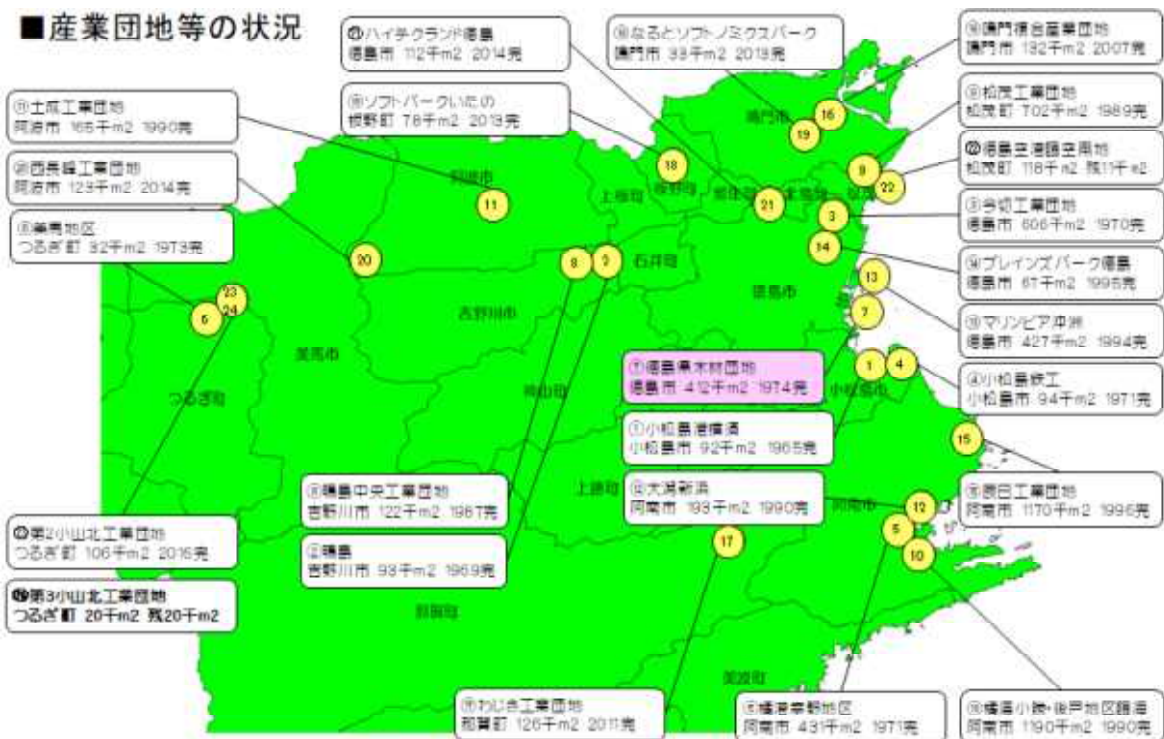 ■産業団地等の状況
㉑ハイテクランド徳島
徳島市 112千m2 2014完
⑲なるとソフトノミクスパーク
鳴門市 33千m2 2013完
⑯鳴門複合産業団地
鳴門市 132千m2 2007完
⑪土成工業団地
阿波市 165千m2 1990完
⑱ソフトパークいたの
板野町 78千m2 2013完
⑨松茂工業団地
松茂町 702千m2 1989完
⑳西長峰工業団地
阿波市 123千m2 2014完
㉒徳島空港臨空用地
松茂町 118千m2 残11千m2
⑥美馬地区
つるぎ町 32千m2 1973完
③今切工業団地
徳島市 606千m2 1970完
⑭ブレインズパーク徳島
徳島市 67千m2 1995完
⑬マリンピア沖洲
徳島市 427千m2 1994完
⑦徳島県木材団地
徳島市 412千m2 1974完
④小松島鉄工
小松島市 94千m2 1971完
①小松島港横須
小松島市 92千m2 1965完
⑧鴨島中央工業団地
吉野川市 122千m2 1987完
⑫大潟新浜
阿南市 193千m2 1990完
⑮辰巳工業団地
阿南市 1170千m2 1996完
㉓第2小山北工業団地
つるぎ町 106千m2 2016完
②鴨島
吉野川市 93千m2 1969完
㉔第3小山北工業団地
つるぎ町 20千m2 残20千m2
⑰わじき工業団地
那賀町 126千m2 2011完
⑤橘港幸野地区
阿南市 431千m2 1971完
阿南市 1190千m2 1990完
鳴門市
阿波市
上板町
板野町
松茂
石井町
徳島市
吉野川市
美馬市
つるぎ町
神山町
小松島市
上勝町
阿南市
那賀町
美波町
16
19
18
9
22
11
21
3
14
20
8
2
13
23
24
6
7
1
4
15
12
5
10
17